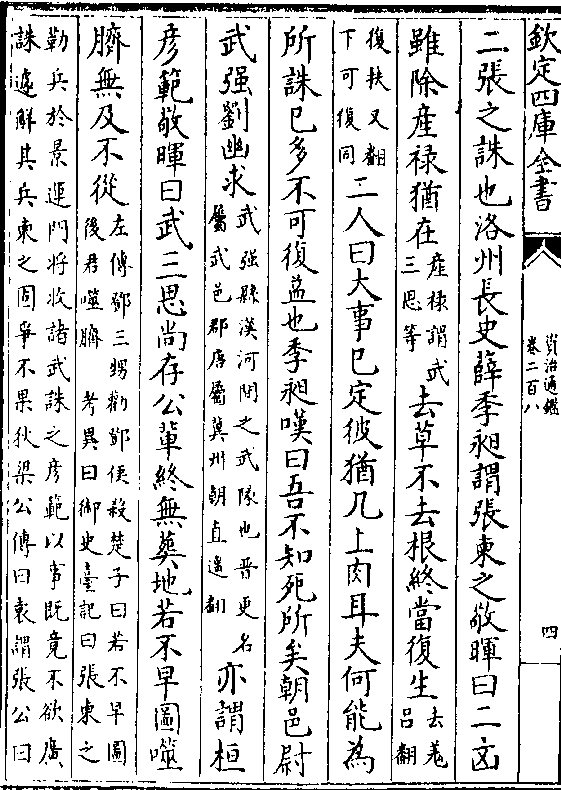 欽定四庫全書
資治通鑑
卷二百八
四
二張之誅也洛州長史薛季昶謂張柬之敬暉曰二凶
雖除産禄猶在産禄謂武三思等去草不去根終當復生去羌吕翻
復扶又翻下可復同二人曰大事已定彼猶几上肉耳夫何能為
所誅已多不可復益也季昶嘆曰吾不知死所矣朝邑尉
武强劉幽求武强縣漢河間之武隧也晉更名屬武邑郡唐屬冀州朝直遥翻亦謂桓
彦範敬暉曰武三思尚存公輩終無葬地若不早圖噬
臍無及不從左傳鄧三甥勸鄧侯殺楚子曰若不早圖後君噬臍 考異曰御史臺記曰張柬之
勒兵於景運門将收諸武誅之彦範以事既竟不欲廣誅遽解其兵柬之固争不果狄梁公傳曰袁謂張公曰